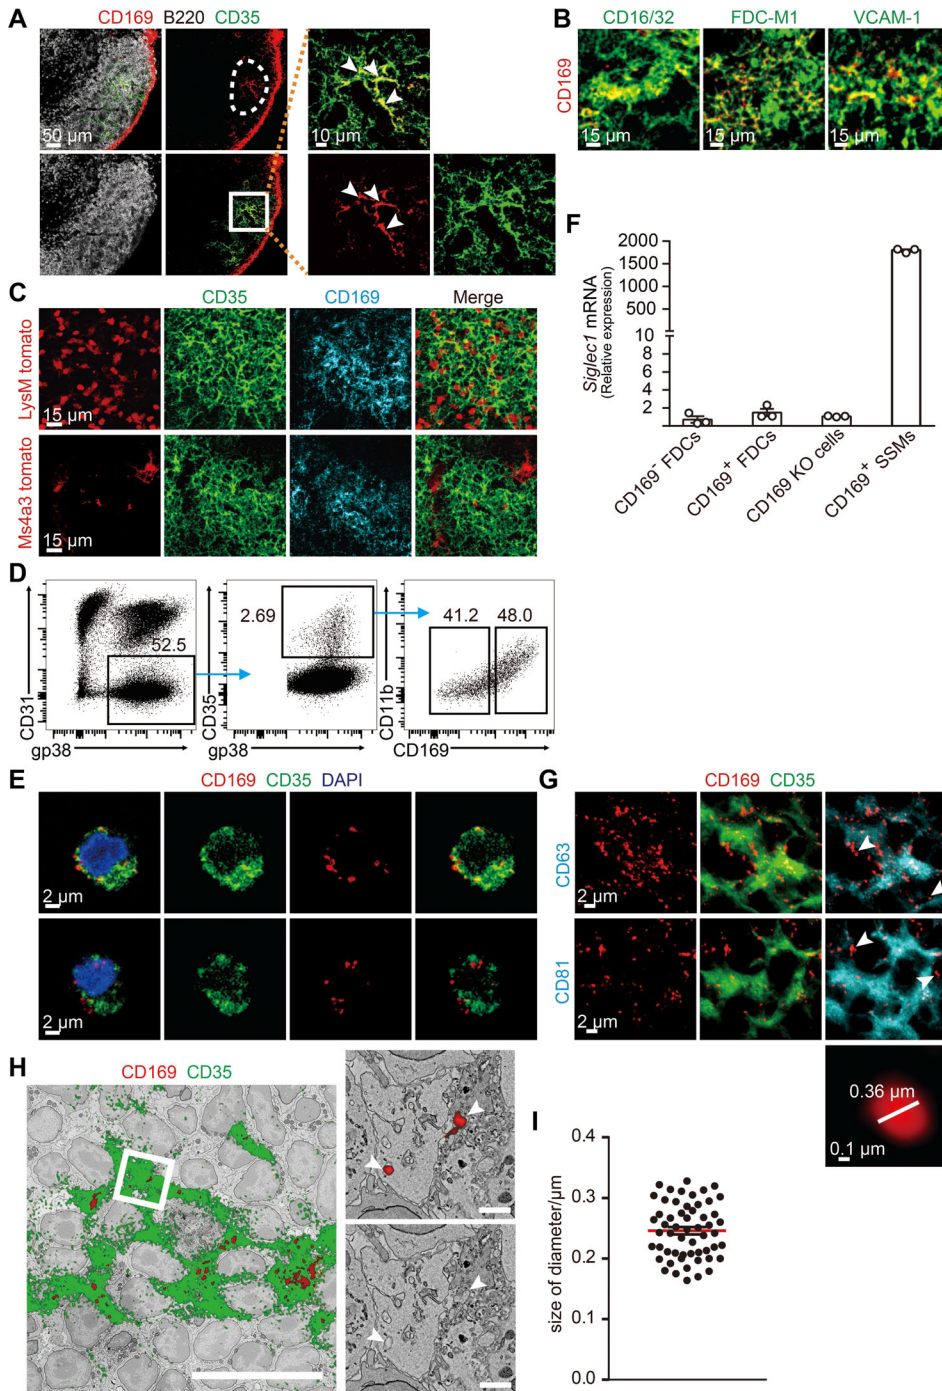 A
CD169 B220 CD35
50 µm
10 µm
B
CD16/32
FDC-M1
VCAM-1
CD169
15 µm
15 µm
15 µm
C
CD35
CD169
Merge
LysM tomato
15 µm
Ms4a3 tomato
15 µm
F
Siglec1 mRNA
(Relative expression)
2000
1500
1000
500
10
8
6
4
2
CD169⁻ FDCs
CD169⁺ FDCs
CD169 KO cells
CD169⁺ SSMs
D
CD31
52.5
gp38
CD35
2.69
gp38
CD11b
41.2
48.0
CD169
E
CD169 CD35 DAPI
2 µm
2 µm
G
CD169 CD35
CD63
2 µm
CD81
2 µm
0.36 µm
0.1 µm
H
CD169 CD35
I
size of diameter/µm
0.4
0.3
0.2
0.1
0.0